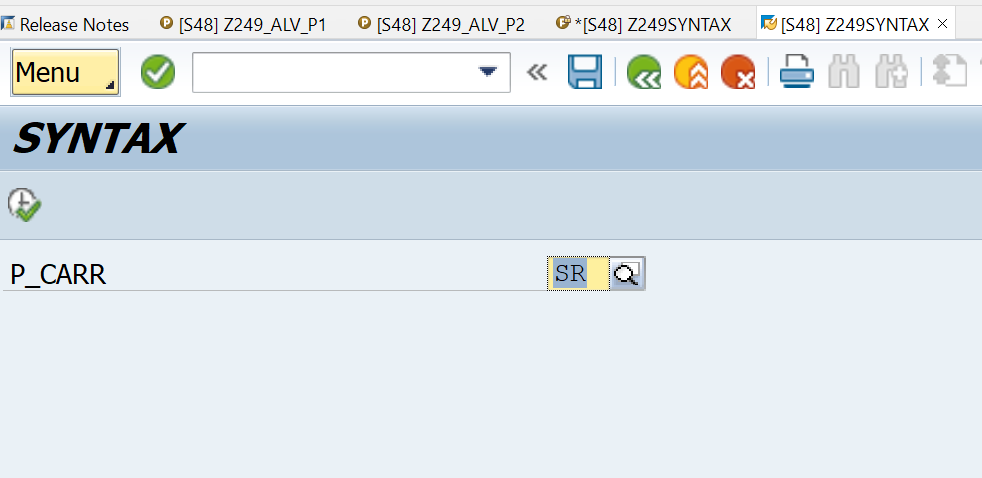 Release Notes [S48] Z249_ALV_P1 [S48] Z249_ALV_P2 *[S48] Z249SYNTAX [S48] Z249SYNTAX
Menu
SYNTAX
P_CARR SR